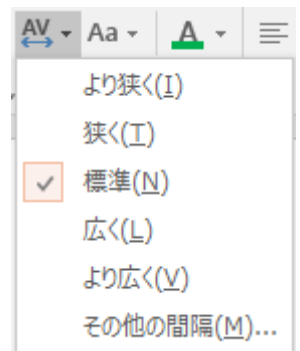 AV Aa A
より狭く(I)
狭く(T)
標準(N)
広く(L)
より広く(V)
その他の間隔(M)...